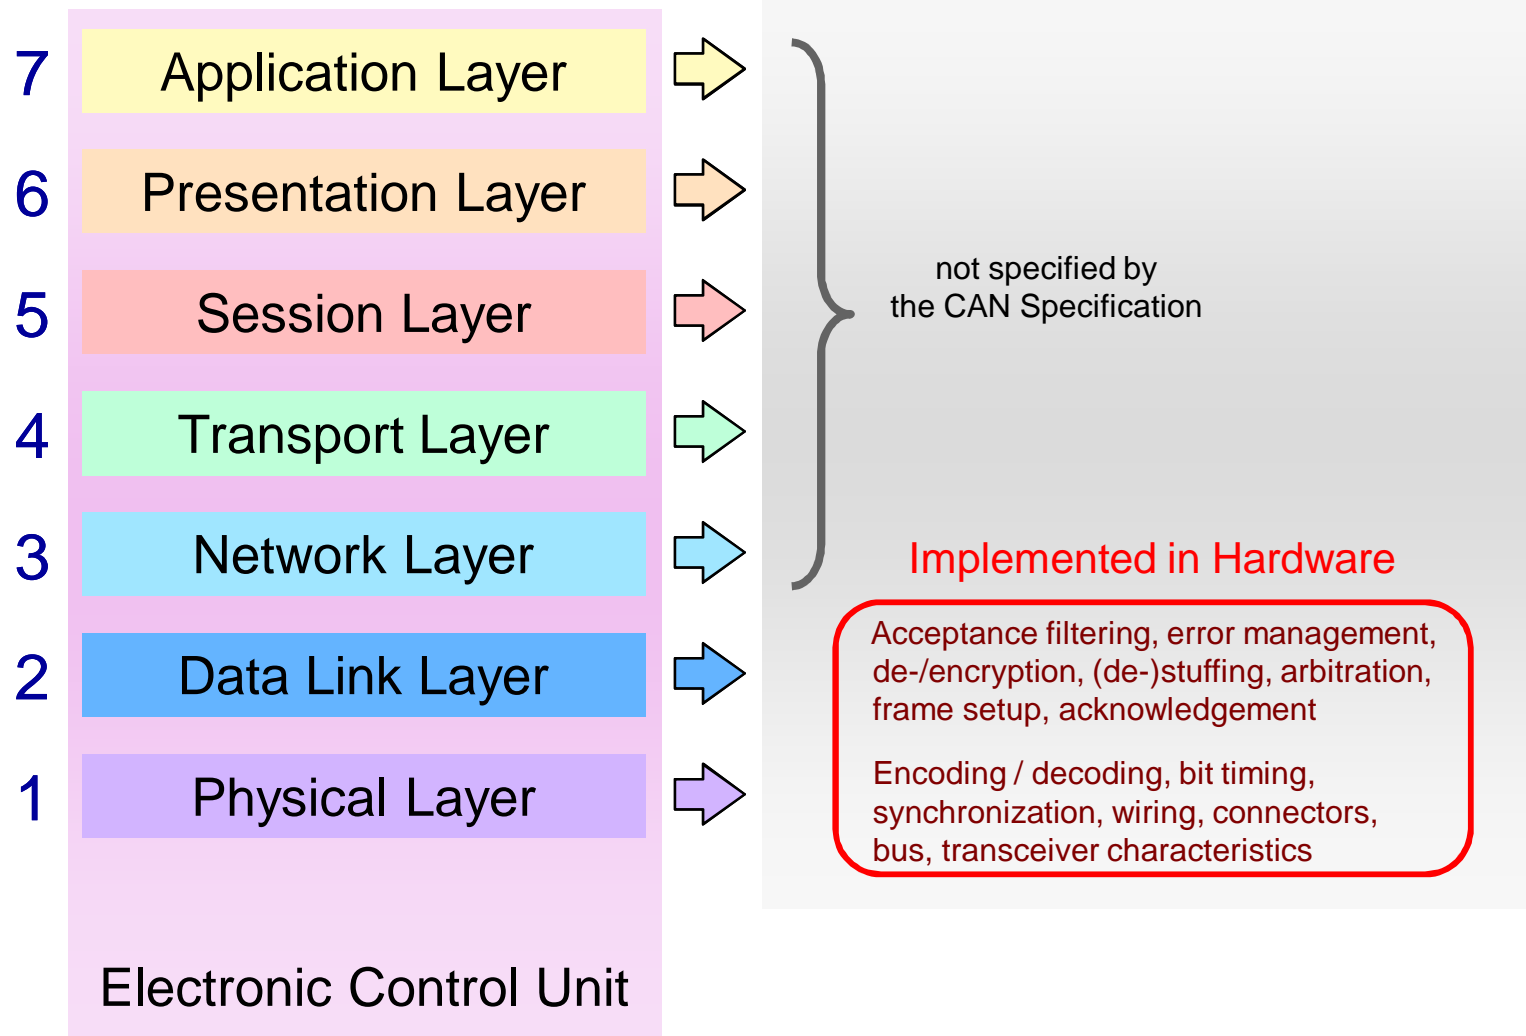 7 Application Layer
6 Presentation Layer
5 Session Layer
4 Transport Layer
3 Network Layer
2 Data Link Layer
1 Physical Layer
Electronic Control Unit
not specified by
the CAN Specification
Implemented in Hardware
Acceptance filtering, error management,
de-/encryption, (de-)stuffing, arbitration,
frame setup, acknowledgement
Encoding / decoding, bit timing,
synchronization, wiring, connectors,
bus, transceiver characteristics